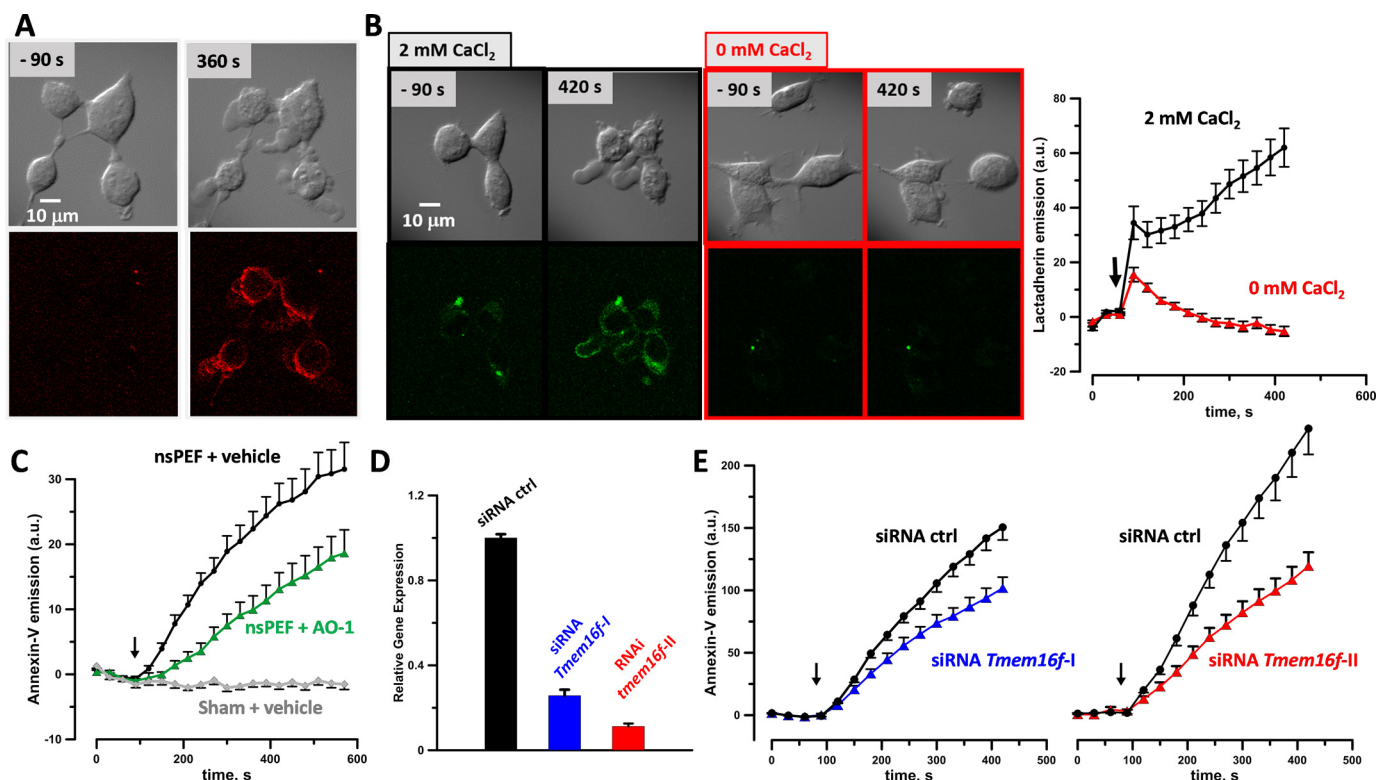 A
- 90 s
360 s
10 µm
B
2 mM CaCl2
0 mM CaCl2
- 90 s
420 s
- 90 s
420 s
10 µm
Lactadherin emission (a.u.)
80
60
40
20
0
-20
2 mM CaCl2
0 mM CaCl2
0
200
400
600
time, s
C
Annexin-V emission (a.u.)
30
20
10
0
-10
nsPEF + vehicle
nsPEF + AO-1
Sham + vehicle
0
200
400
600
time, s
D
Relative Gene Expression
1.2
0.8
0.4
0
siRNA ctrl
siRNA
Tmem16f-I
RNAi
tmem16f-II
E
Annexin-V emission (a.u.)
200
150
100
50
0
siRNA ctrl
siRNA Tmem16f-I
0
100
200
300
400
500
time, s
siRNA ctrl
siRNA Tmem16f-II
0
100
200
300
400
500
time, s